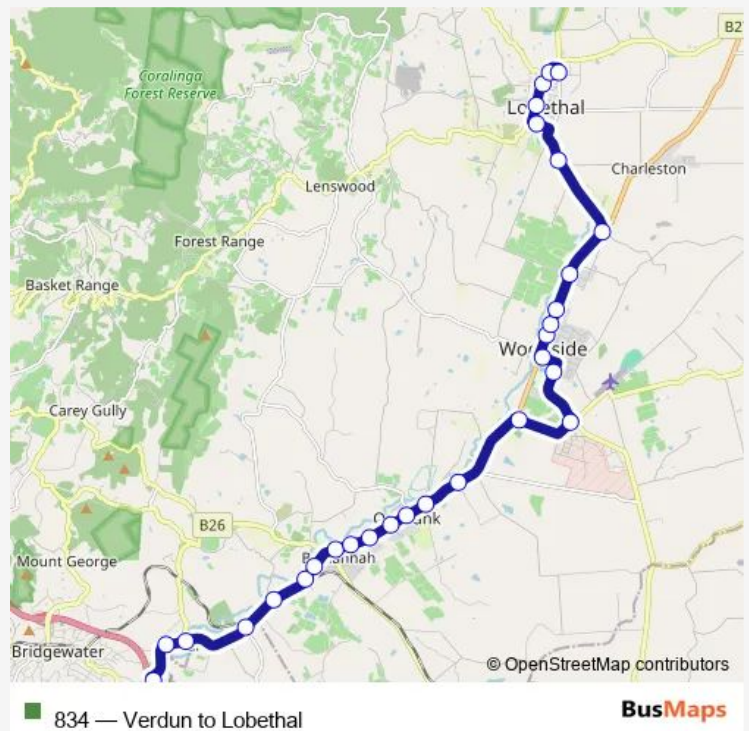 B2
Coralinga
Forest Reserve
Lobethal
Charleston
Lenswood
Forest Range
Basket Range
Woodside
Carey Gully
B26
Mount George
Bridgewater
© OpenStreetMap contributors
834 — Verdun to Lobethal
BusMaps